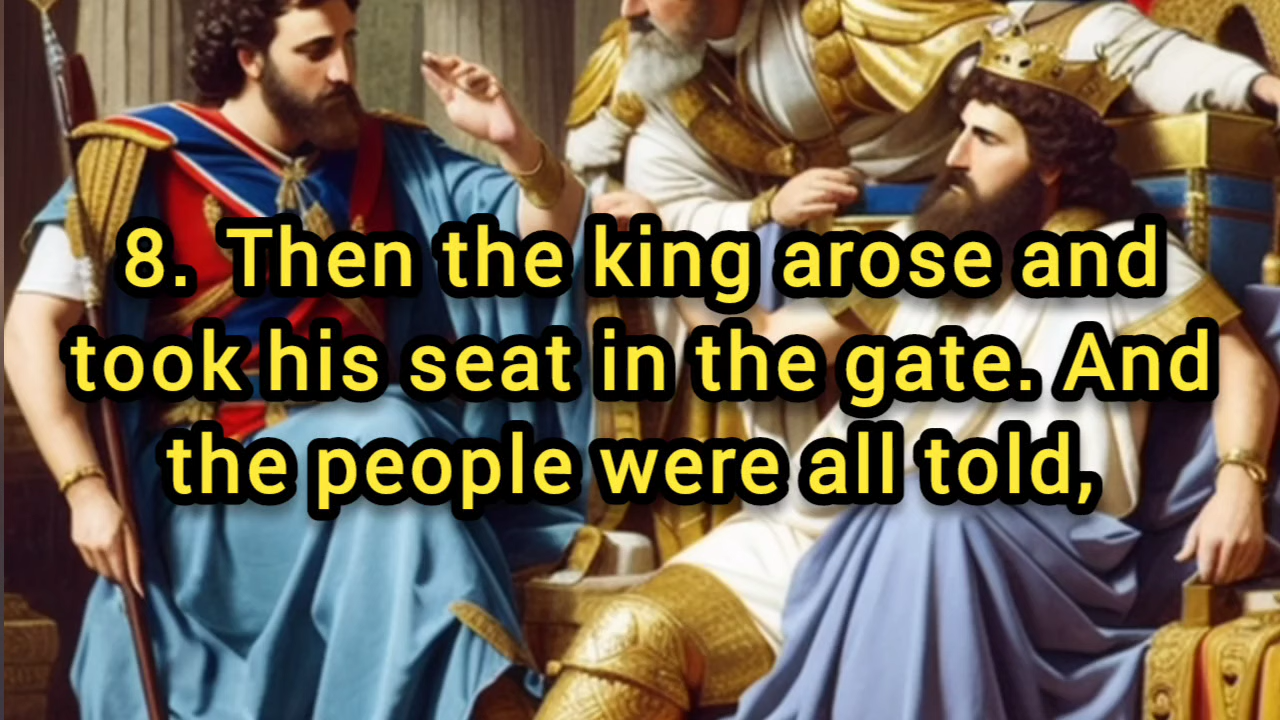 8. Then the king arose and
took his seat in the gate. And
the people were all told,